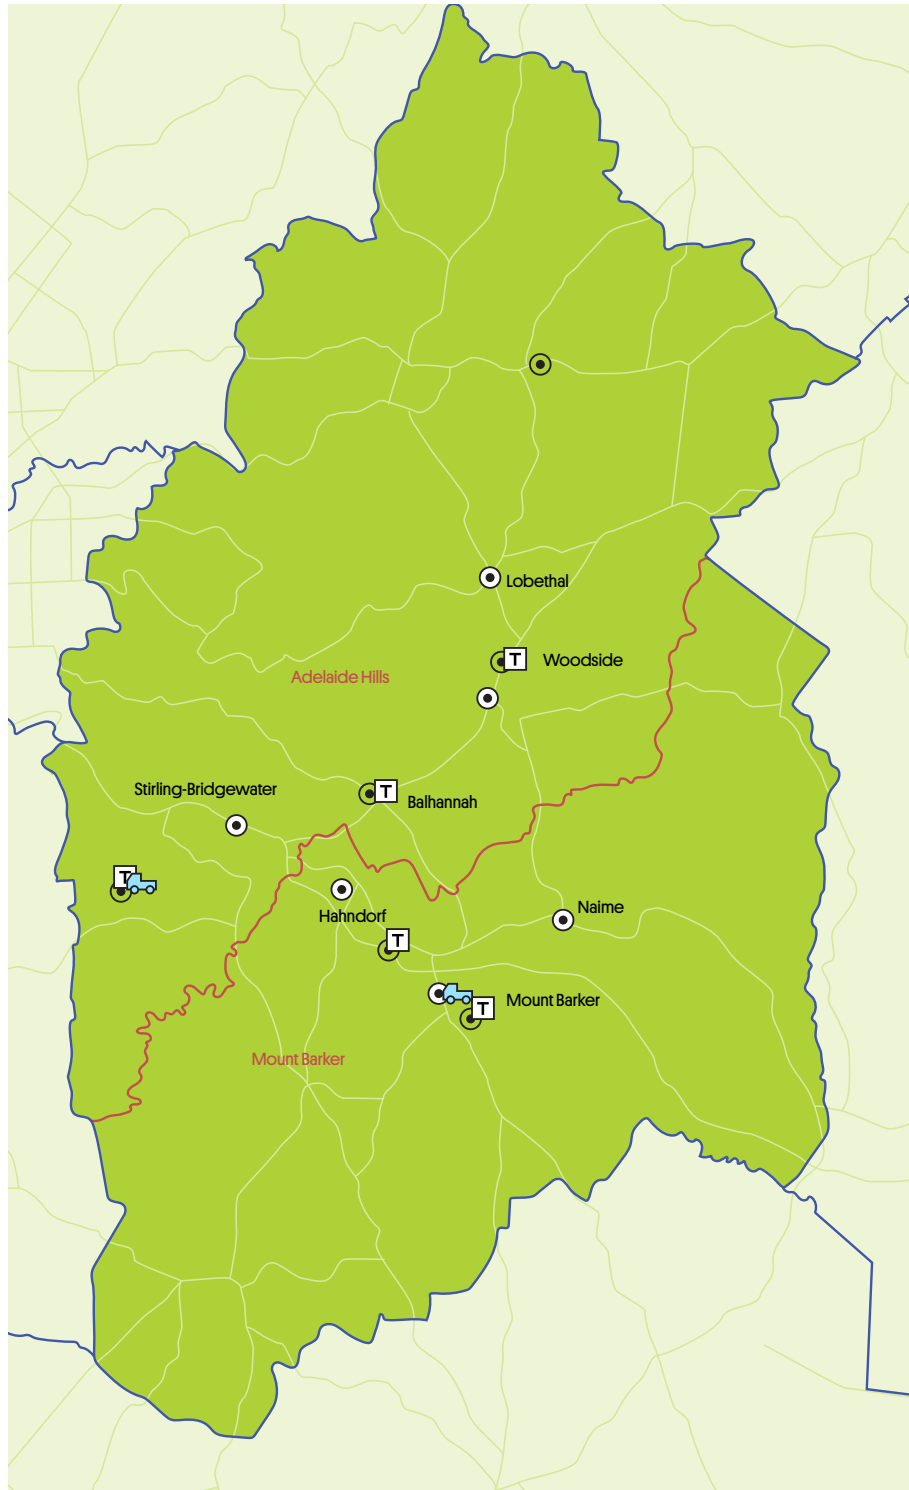 Lobethal
T
Woodside
Adelaide Hills
Stirling-Bridgewater
T
Balhannah
T
Hahndorf
Naime
T
Mount Barker
T
Mount Barker